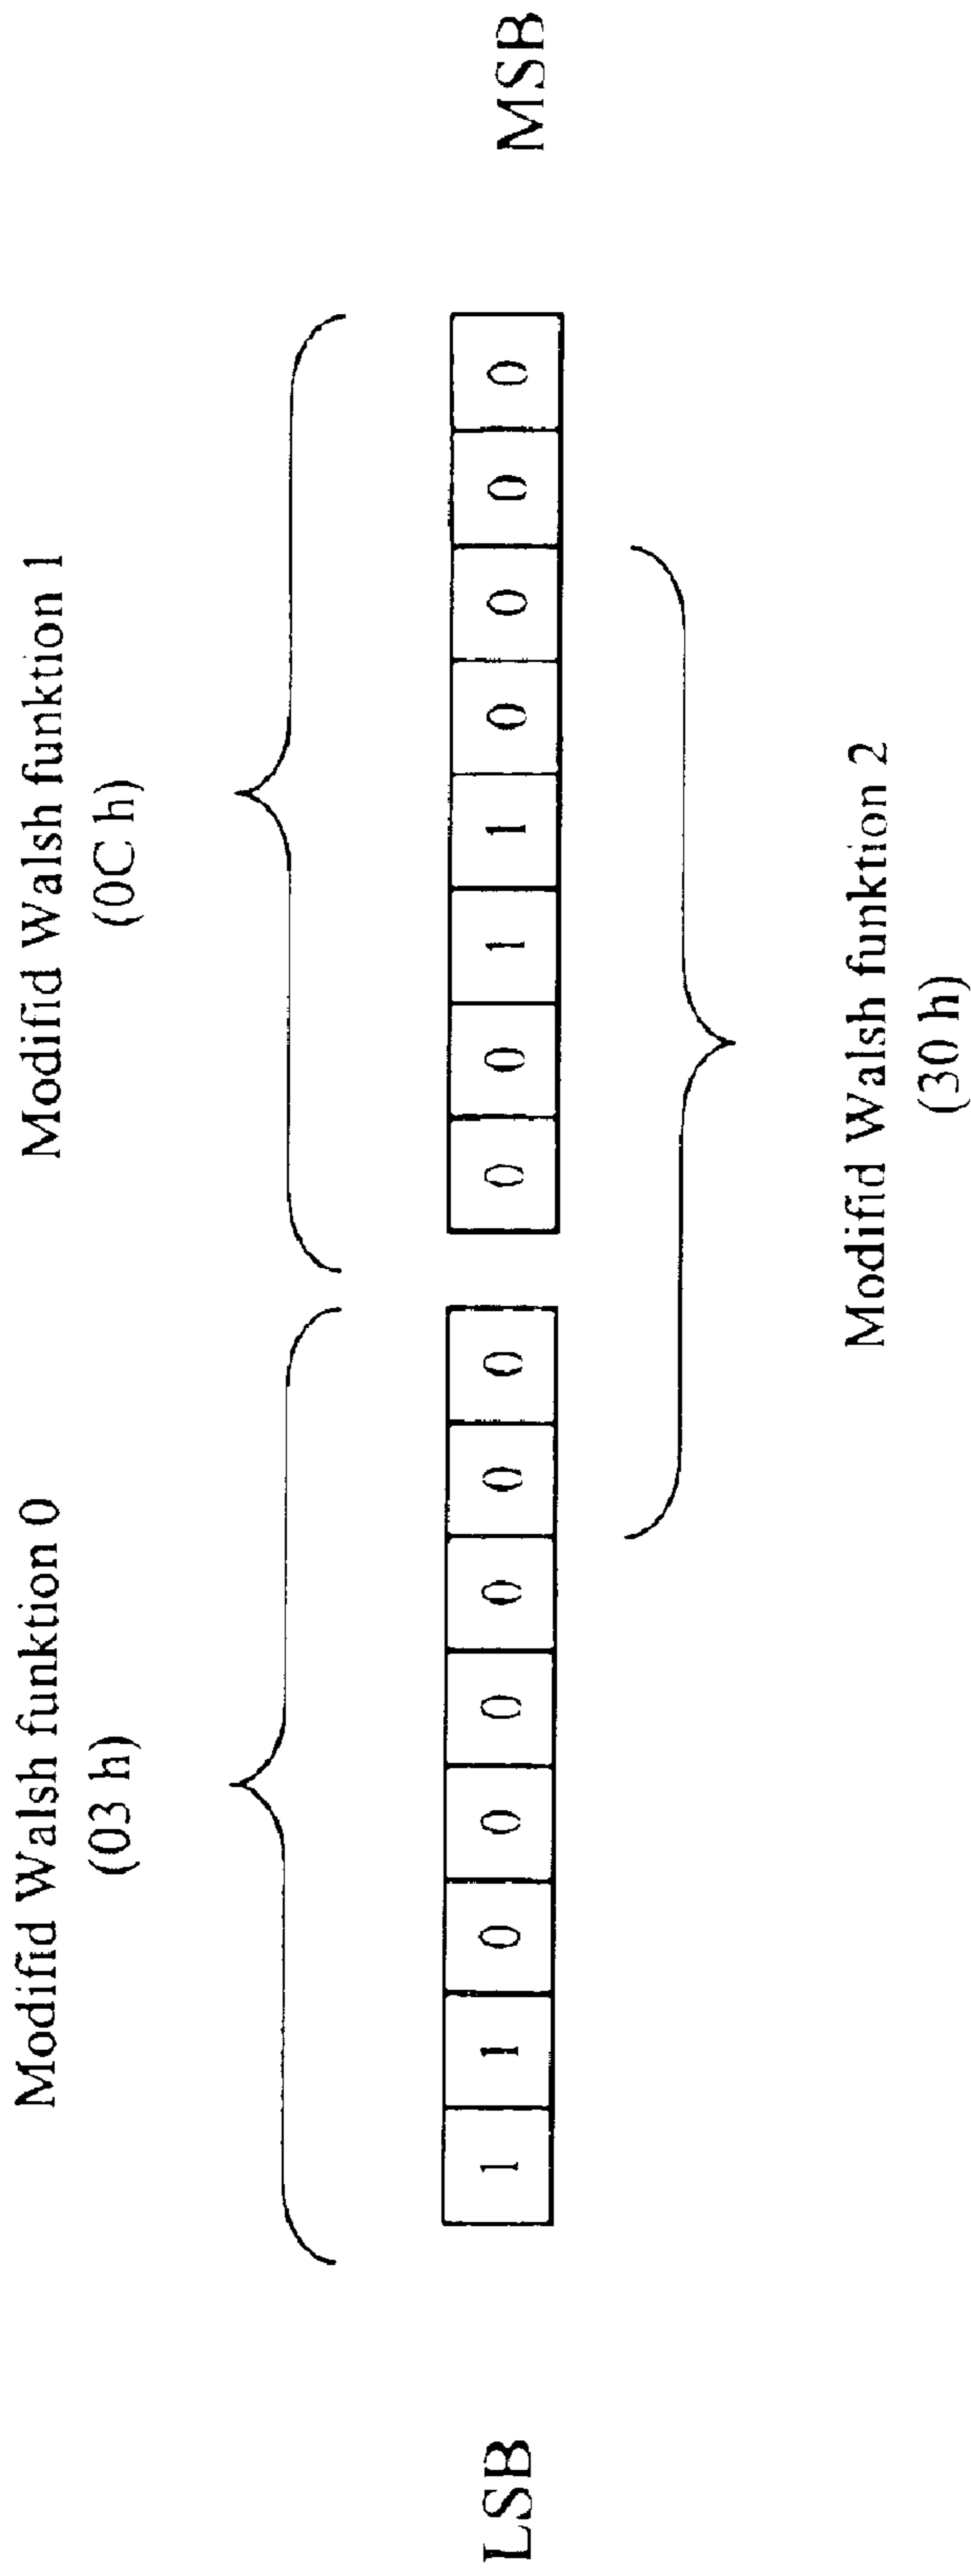 Modifid Walsh funktion 0
(03 h)
Modifid Walsh funktion 1
(0C h)
LSB
1 1 0 0 0 0 0 0
0 0 1 1 0 0 0 0
MSB
Modifid Walsh funktion 2
(30 h)